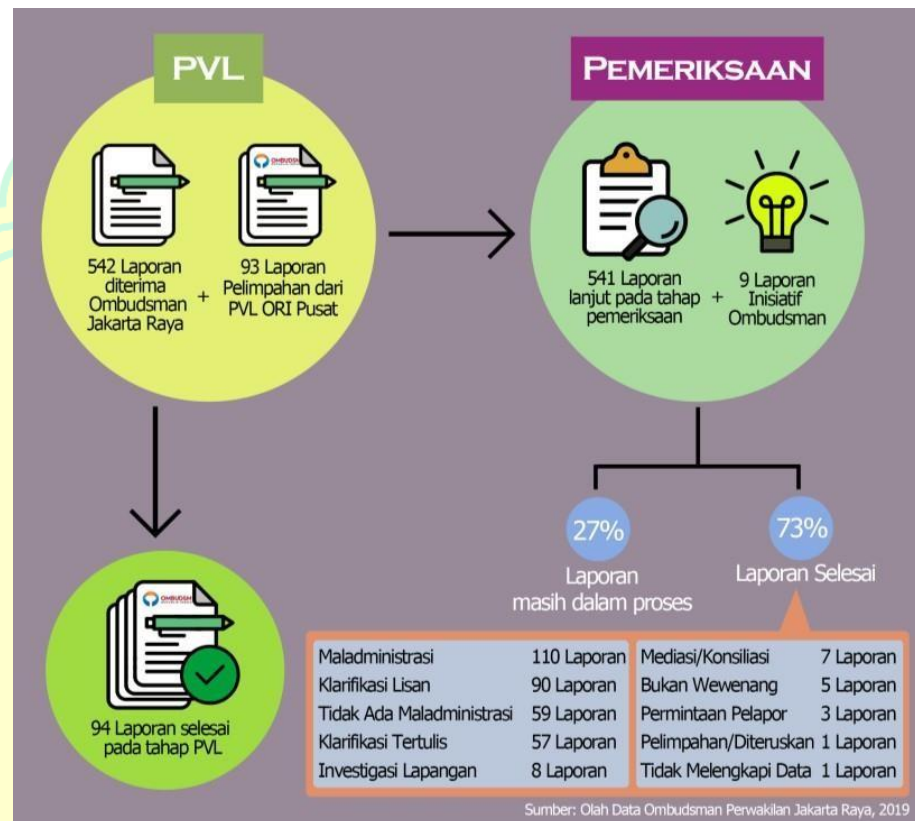 PVL
542 Laporan
diterima
Ombudsman
Jakarta Raya
+
OMBUDSM
93 Laporan
Pelimpahan dari
PVL ORI Pusat
PEMERIKSAAN
541 Laporan
lanjut pada tahap
pemeriksaan
+
9 Laporan
Inisiatif
Ombudsman
OMBUDSM
94 Laporan selesai
pada tahap PVL
27%
Laporan
masih dalam proses
73%
Laporan Selesai
Maladministrasi 110 Laporan
Klarifikasi Lisan 90 Laporan
Tidak Ada Maladministrasi 59 Laporan
Klarifikasi Tertulis 57 Laporan
Investigasi Lapangan 8 Laporan
Mediasi/Konsiliasi 7 Laporan
Bukan Wewenang 5 Laporan
Permintaan Pelapor 3 Laporan
Pelimpahan/Diteruskan 1 Laporan
Tidak Melengkapi Data 1 Laporan
Sumber: Olah Data Ombudsman Perwakilan Jakarta Raya, 2019